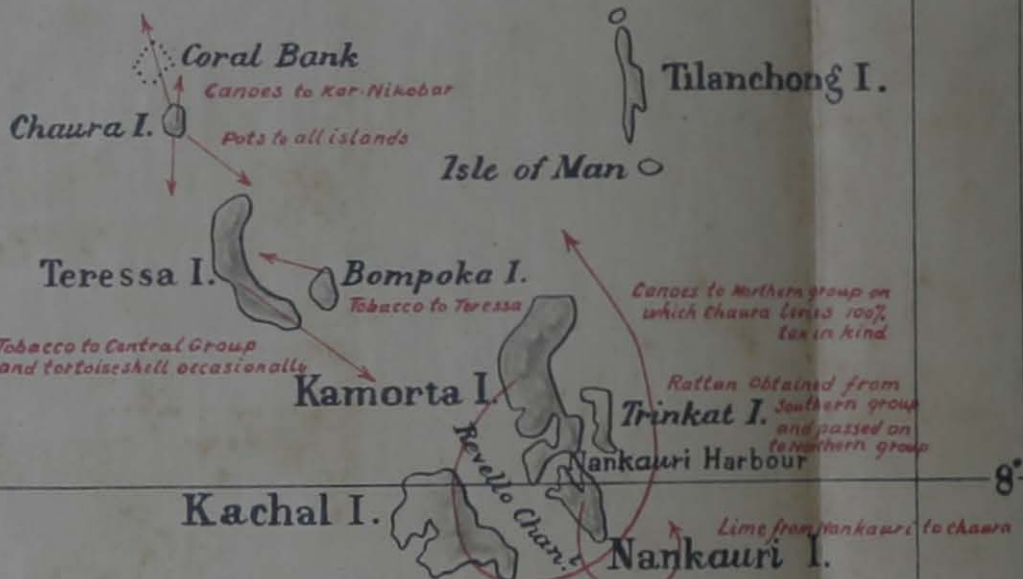 Coral Bank
Canoes to Kar-Nikobar
Chaura I.
Pots to all islands
Tilanchong I.
Isle of Man
Teressa I.
Bompoka I.
Tobacco to Teressa
Canoes to Northern group on
which Chaura levies 100%
tax in kind
Tobacco to Central Group
and tortoiseshell occasionally
Kamorta I.
Rattan Obtained from
Southern group
and passed on
to Northern group
Trinkat I.
Nankauri Harbour
Revello Chan.l
8°
Kachal I.
Lime from Nankauri to Chaura
Nankauri I.